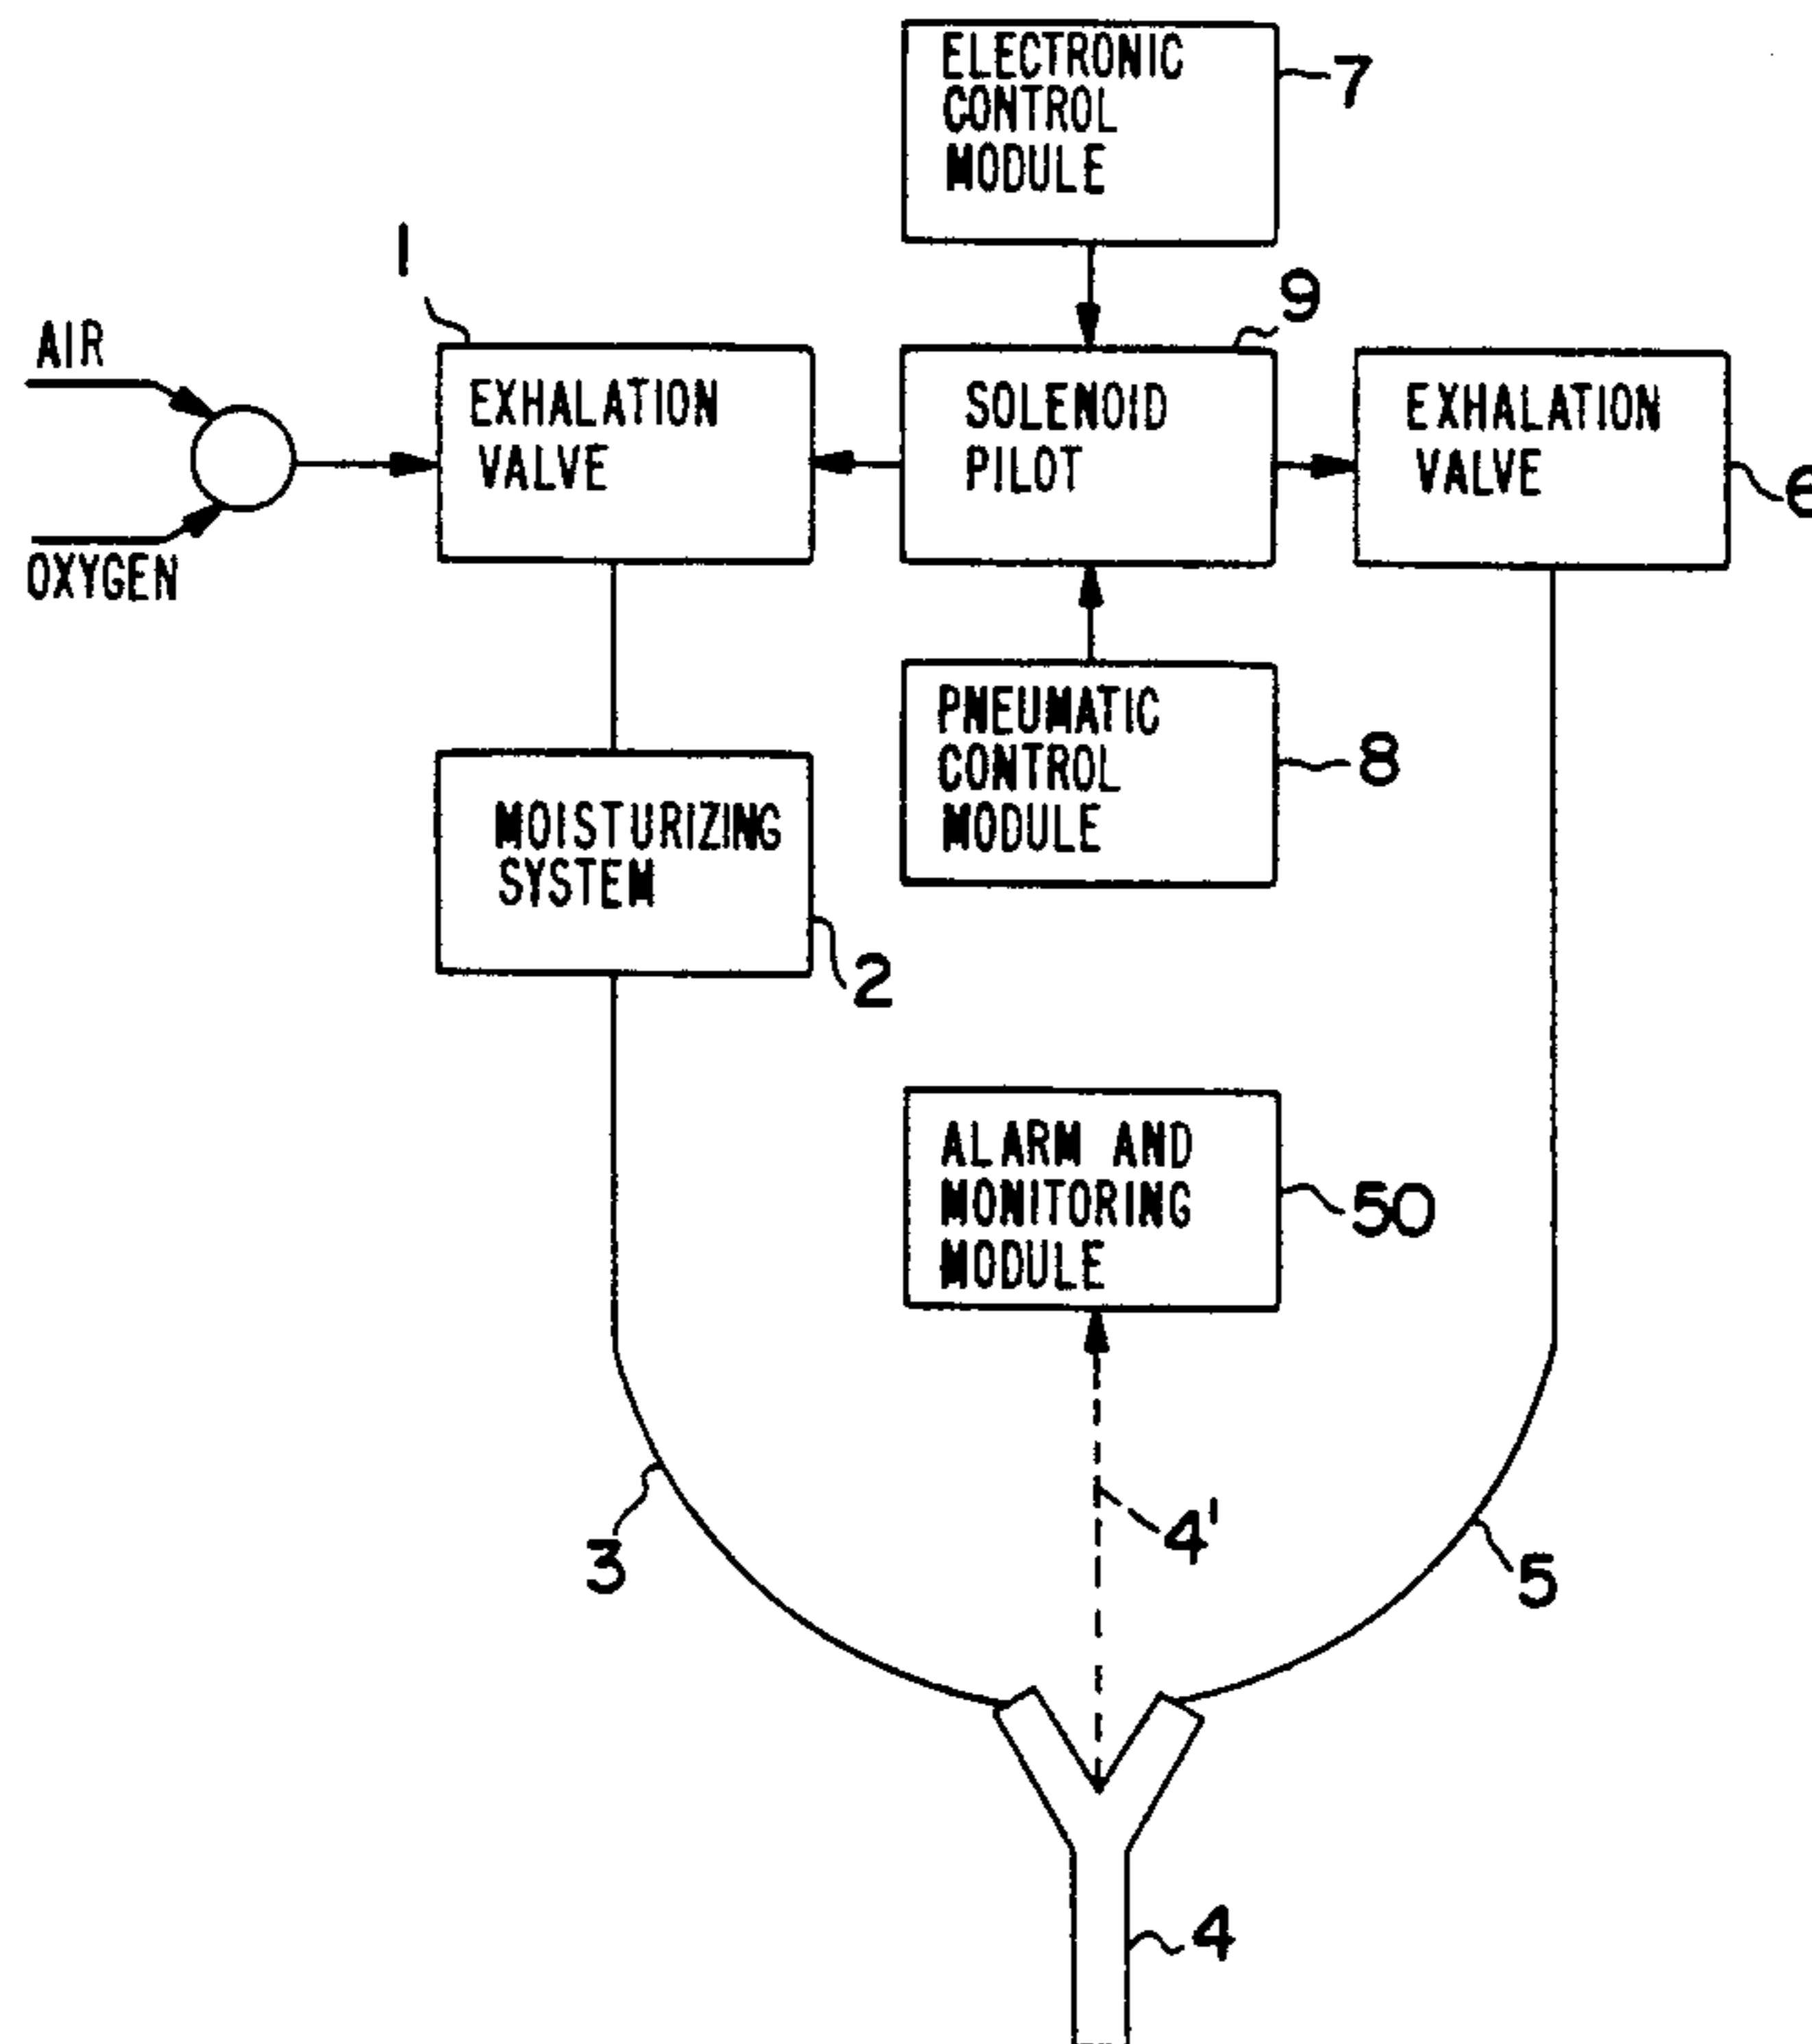 ELECTRONIC
CONTROL
MODULE
7
1
9
AIR
EXHALATION
VALVE
SOLENOID
PILOT
EXHALATION
VALVE
6
OXYGEN
PNEUMATIC
CONTROL
MODULE
8
MOISTURIZING
SYSTEM
2
ALARM AND
MONITORING
MODULE
50
3
4'
5
4